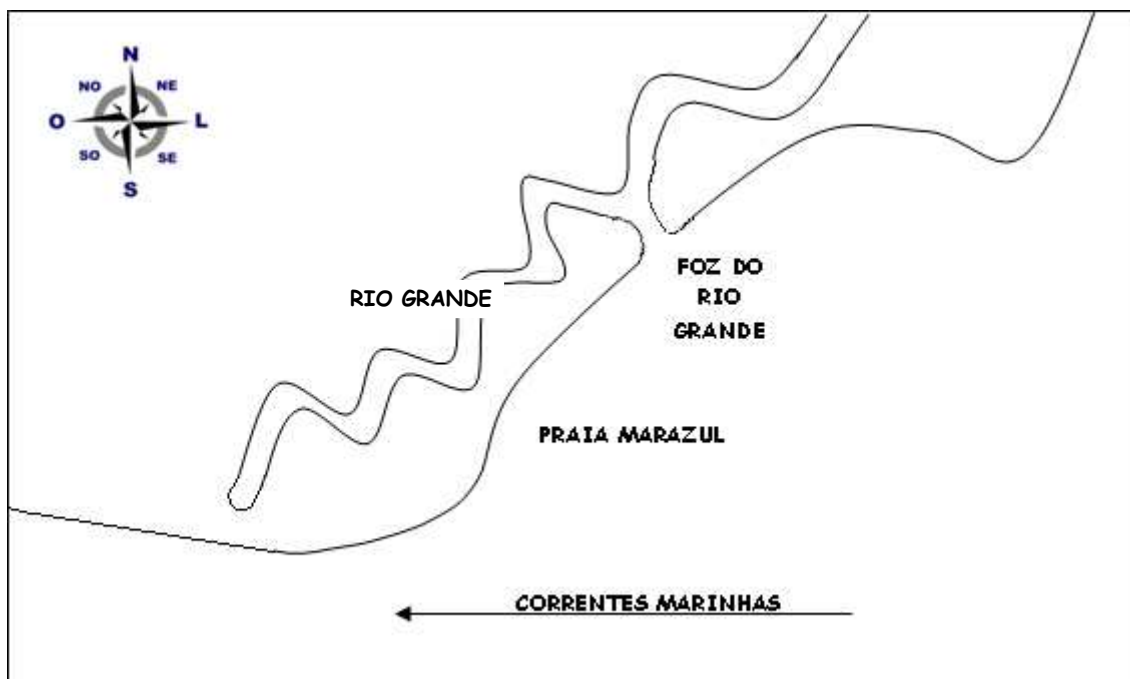 N
NO NE
O L
SO SE
S
FOZ DO
RIO
GRANDE
RIO GRANDE
PRAIA MARAZUL
CORRENTES MARINHAS